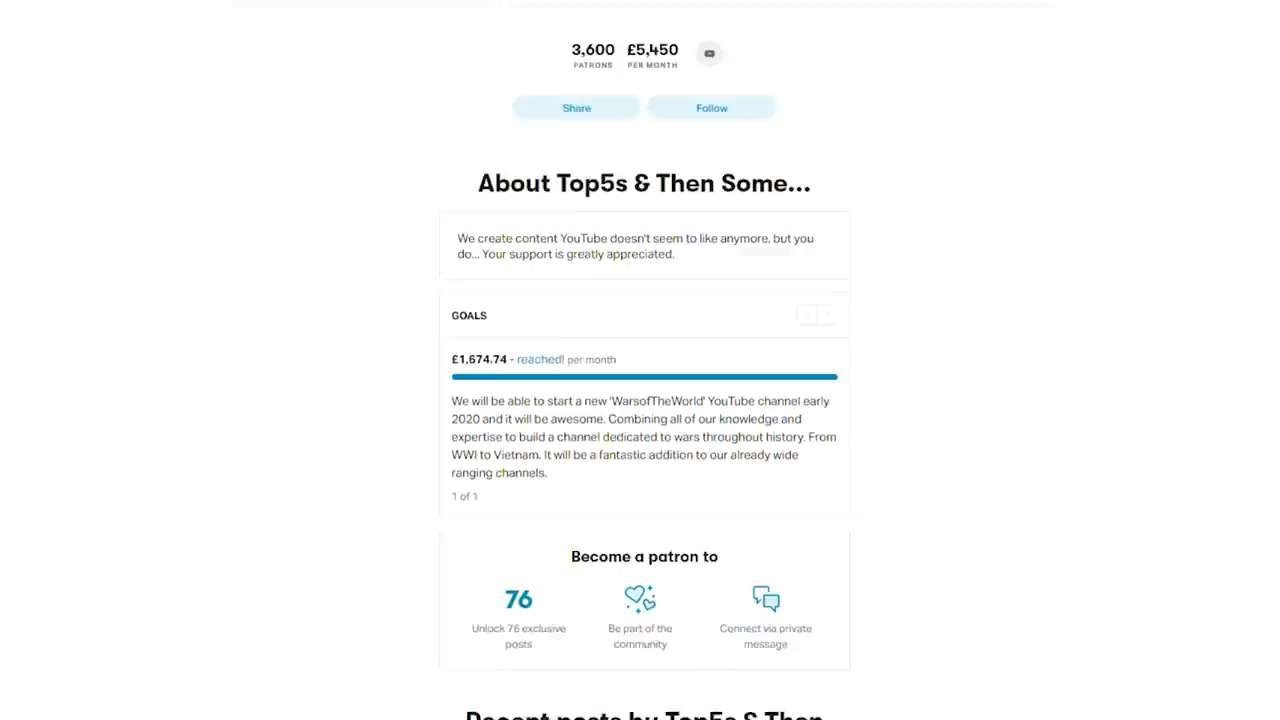 3,600 £5,450
PATRONS PER MONTH
Share Follow
About Top5s & Then Some...
We create content YouTube doesn't seem to like anymore, but you
do... Your support is greatly appreciated.
GOALS
£1,674.74 - reached! per month
We will be able to start a new 'WarsofTheWorld' YouTube channel early
2020 and it will be awesome. Combining all of our knowledge and
expertise to build a channel dedicated to wars throughout history. From
WWI to Vietnam. It will be a fantastic addition to our already wide
ranging channels.
1 of 1
Become a patron to
76
Unlock 76 exclusive Be part of the Connect via private
posts community message
Recent posts by Top5s & Then